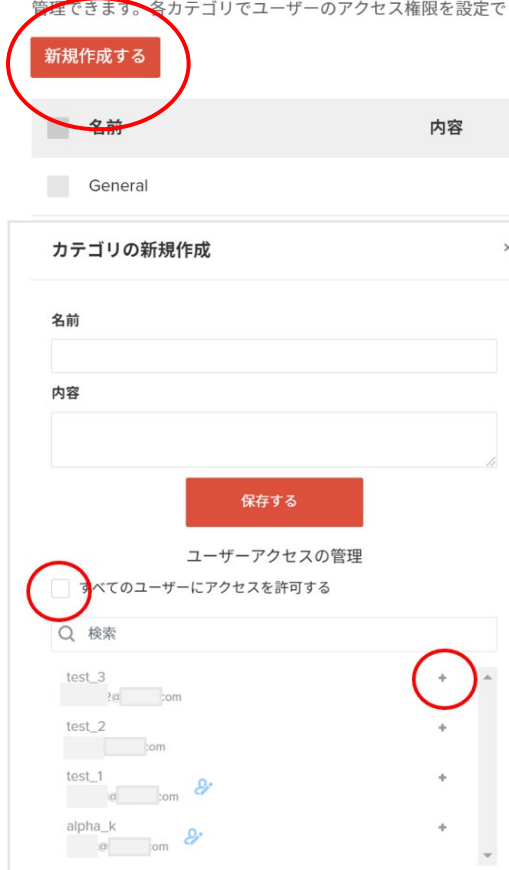 管理できます。各カテゴリでユーザーのアクセス権限を設定で
新規作成する
名前 内容
General
カテゴリの新規作成 ×
名前
内容
保存する
ユーザーアクセスの管理
すべてのユーザーにアクセスを許可する
検索
test_3 +
2@ com
test_2 +
com
test_1 +
@ com
alpha_k +
@ om